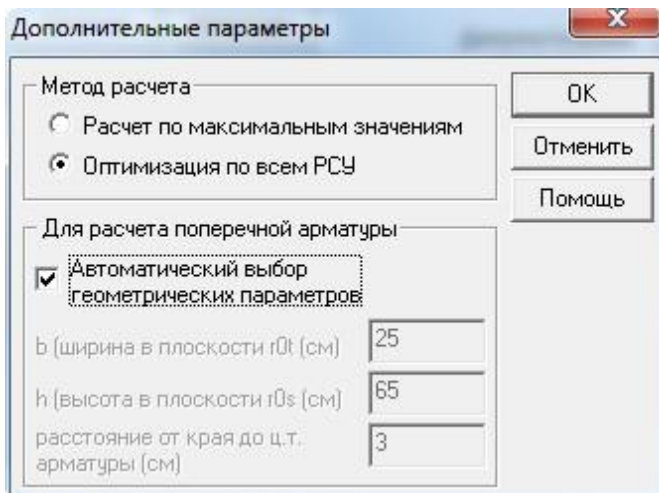 Дополнительные параметры
Метод расчета
Расчет по максимальным значениям
Оптимизация по всем РСУ
OK
Отменить
Помощь
Для расчета поперечной арматуры
Автоматический выбор
геометрических параметров
b (ширина в плоскости r0t (см)
25
h (высота в плоскости r0s (см)
65
расстояние от края до ц.т.
арматуры (см)
3